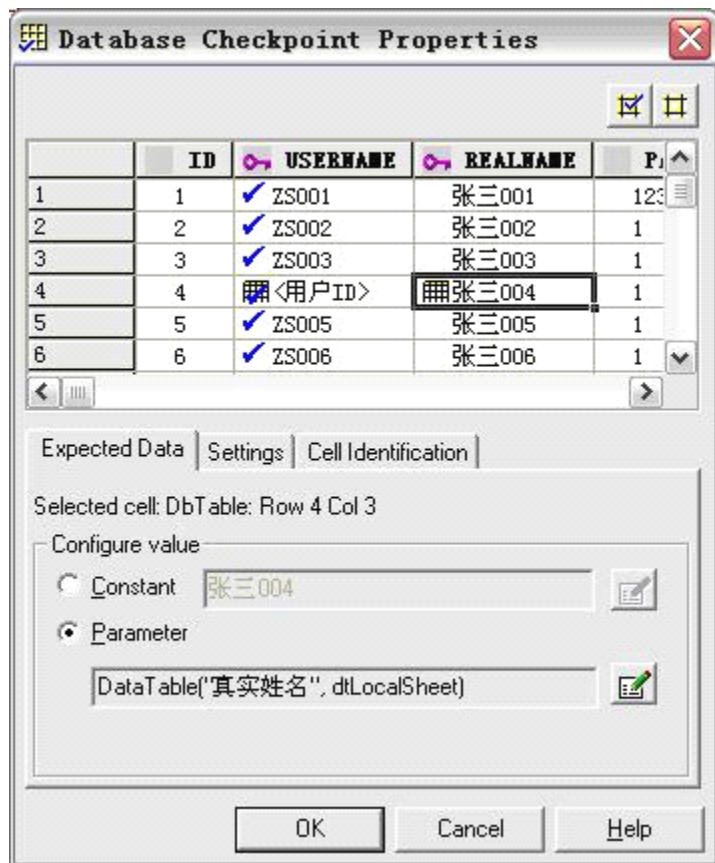 Database Checkpoint Properties
ID USERNAME REALNAME
1 1 ZS001 张三001 123
2 2 ZS002 张三002 1
3 3 ZS003 张三003 1
4 4 <用户ID> 张三004 1
5 5 ZS005 张三005 1
6 6 ZS006 张三006 1
Expected Data Settings Cell Identification
Selected cell: DbTable: Row 4 Col 3
Configure value
Constant 张三004
Parameter
DataTable("真实姓名", dtLocalSheet)
OK Cancel Help